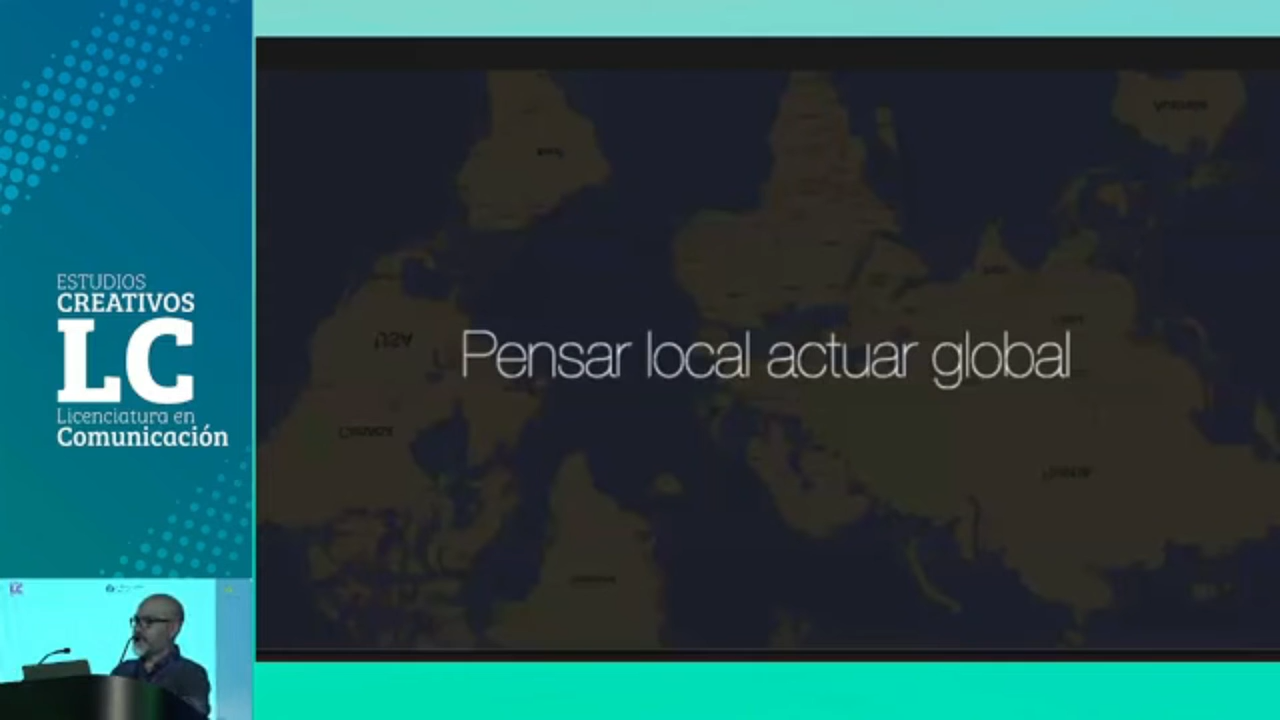 ESTUDIOS
CREATIVOS
LC
Licenciatura en
Comunicación
Pensar local actuar global